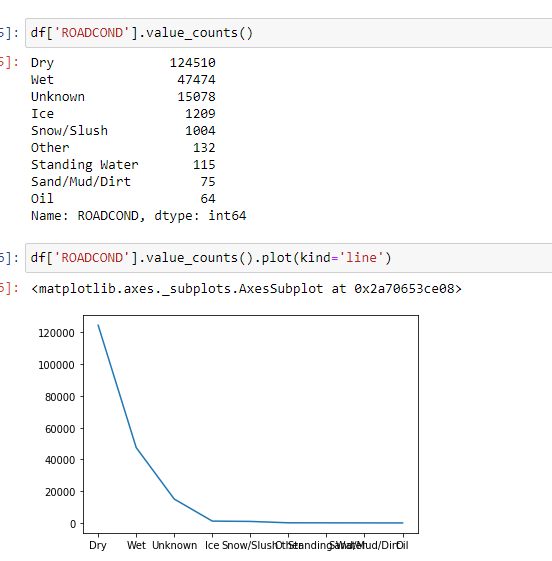 5]: df['ROADCOND'].value_counts()
5]: Dry 124510
Wet 47474
Unknown 15078
Ice 1209
Snow/Slush 1004
Other 132
Standing Water 115
Sand/Mud/Dirt 75
Oil 64
Name: ROADCOND, dtype: int64
5]: df['ROADCOND'].value_counts().plot(kind='line')
5]: <matplotlib.axes._subplots.AxesSubplot at 0x2a70653ce08>
120000
100000
80000
60000
40000
20000
0
Dry Wet Unknown Ice Snow/Slush Other Standing Water Sand/Mud/Dirt Oil